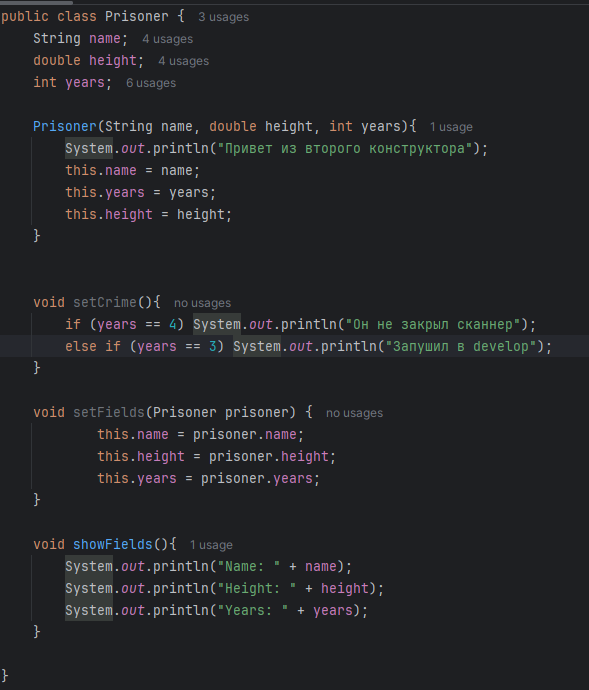 public class Prisoner { 3 usages
String name; 4 usages
double height; 4 usages
int years; 6 usages
Prisoner(String name, double height, int years){ 1 usage
System.out.println("Привет из второго конструктора");
this.name = name;
this.years = years;
this.height = height;
}
void setCrime(){ no usages
if (years == 4) System.out.println("Он не закрыл сканнер");
else if (years == 3) System.out.println("Запушил в develop");
}
void setFields(Prisoner prisoner) { no usages
this.name = prisoner.name;
this.height = prisoner.height;
this.years = prisoner.years;
}
void showFields(){ 1 usage
System.out.println("Name: " + name);
System.out.println("Height: " + height);
System.out.println("Years: " + years);
}
}